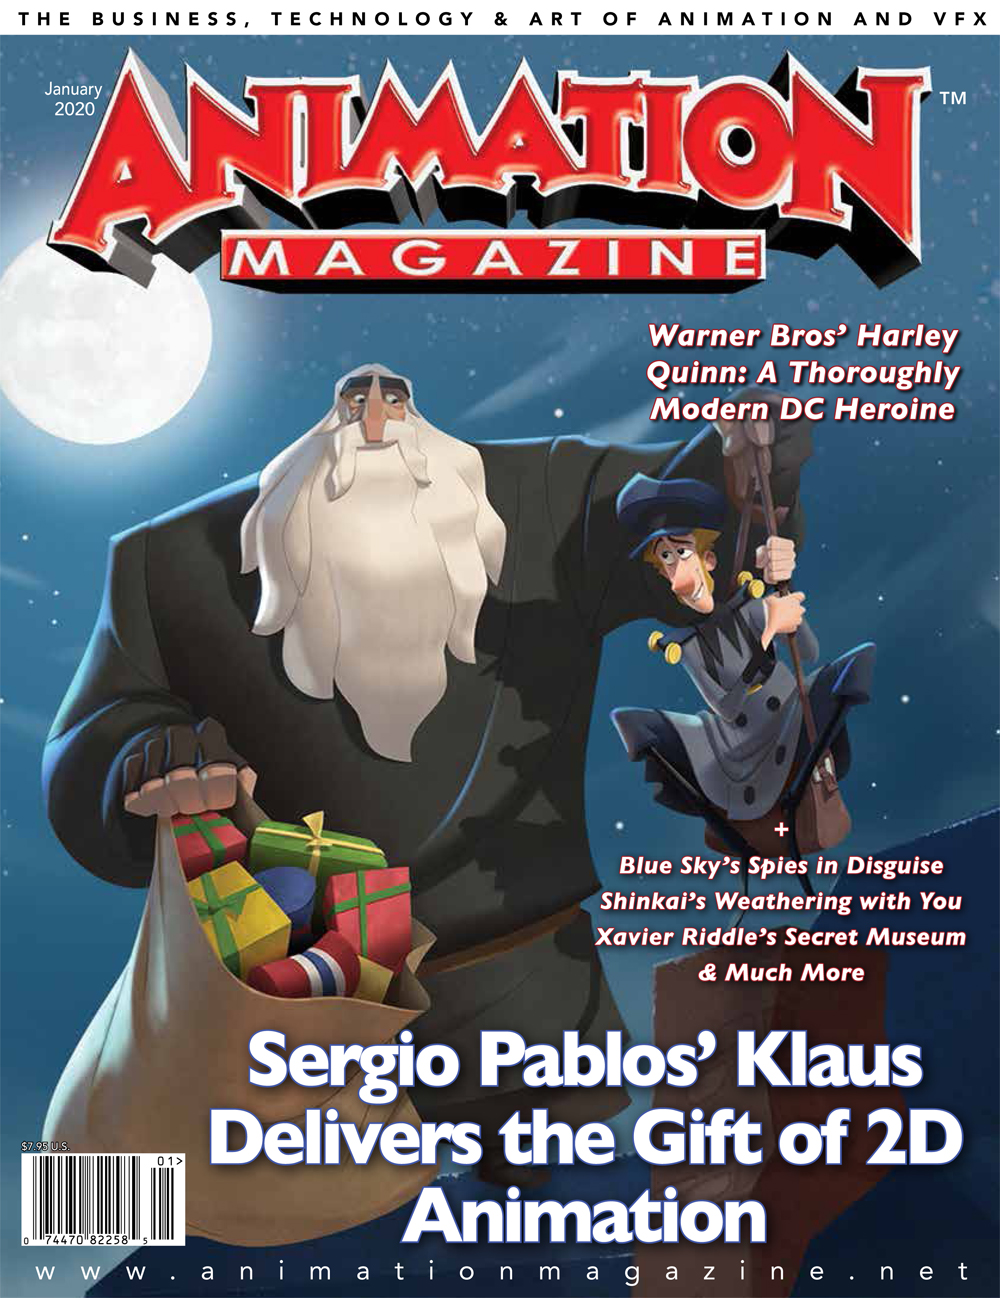 THE BUSINESS, TECHNOLOGY & ART OF ANIMATION AND VFX
January
2020
ANIMATION
™
MAGAZINE
Warner Bros’ Harley
Quinn: A Thoroughly
Modern DC Heroine
+
Blue Sky’s Spies in Disguise
Shinkai’s Weathering with You
Xavier Riddle’s Secret Museum
& Much More
Sergio Pablos’ Klaus
Delivers the Gift of 2D
Animation
$7.95 U.S.
01>
0 74470 82258 5
www.animationmagazine.net